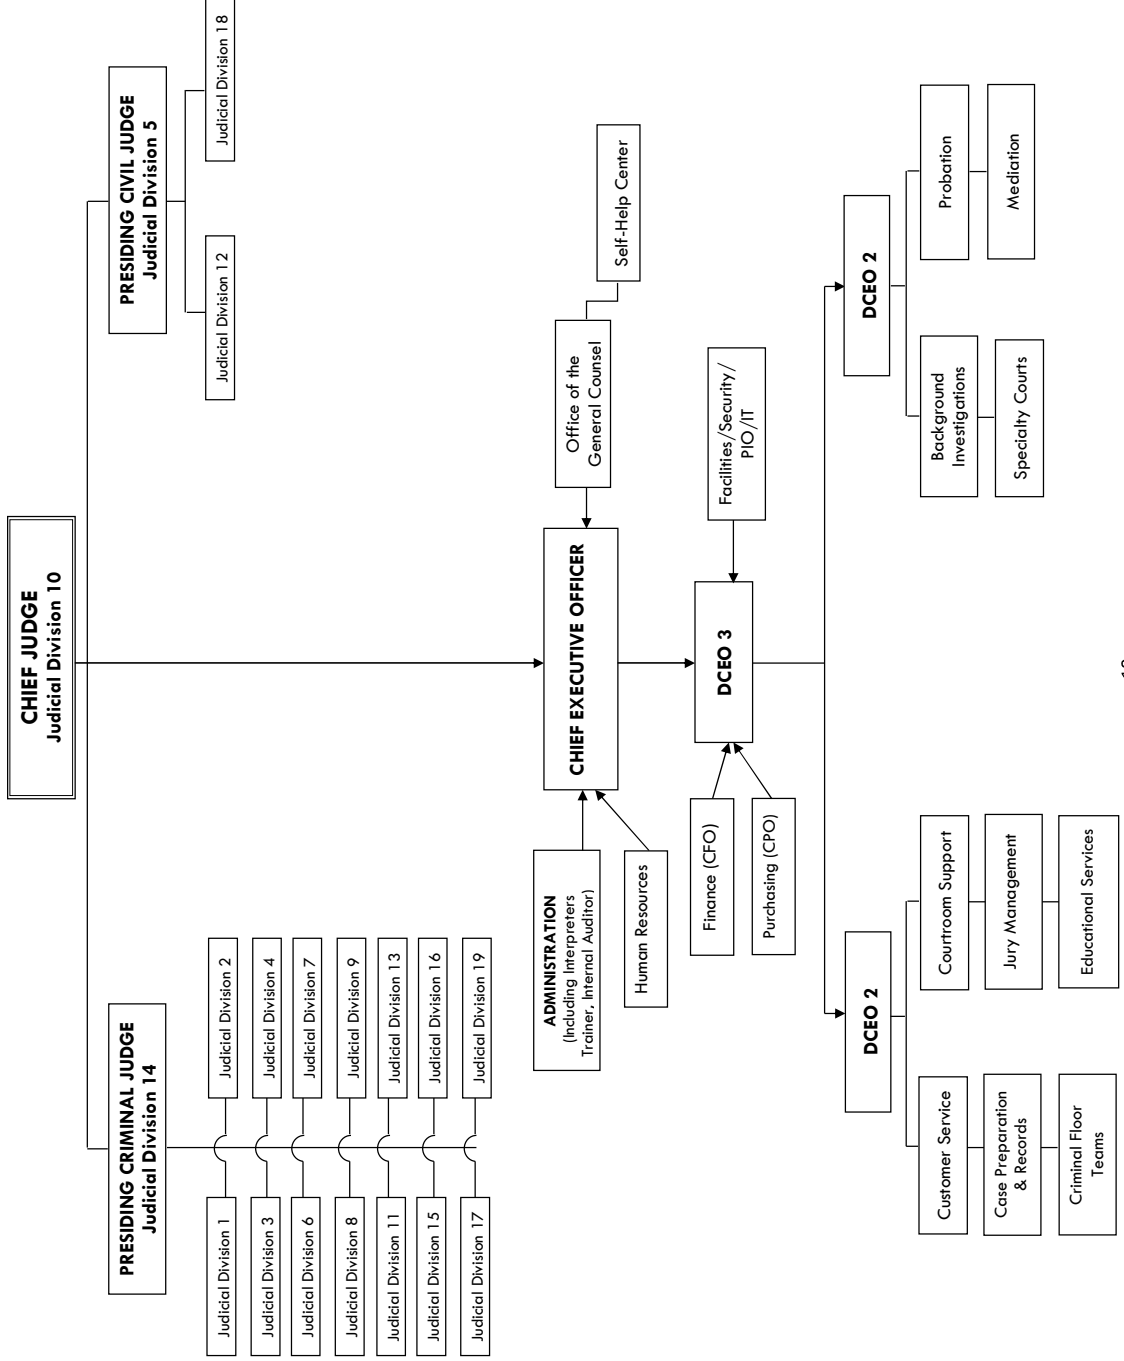 CHIEF JUDGE
Judicial Division 10
PRESIDING CRIMINAL JUDGE
Judicial Division 14
PRESIDING CIVIL JUDGE
Judicial Division 5
Judicial Division 1
Judicial Division 2
Judicial Division 3
Judicial Division 4
Judicial Division 6
Judicial Division 7
Judicial Division 8
Judicial Division 9
Judicial Division 11
Judicial Division 13
Judicial Division 15
Judicial Division 16
Judicial Division 17
Judicial Division 19
Judicial Division 12
Judicial Division 18
ADMINISTRATION
(Including Interpreters
Trainer, Internal Auditor)
Human Resources
CHIEF EXECUTIVE OFFICER
Office of the
General Counsel
Self-Help Center
Finance (CFO)
Purchasing (CPO)
DCEO 3
Facilities/Security/
PIO/IT
DCEO 2
Customer Service
Case Preparation
& Records
Criminal Floor
Teams
Courtroom Support
Jury Management
Educational Services
DCEO 2
Background
Investigations
Specialty Courts
Probation
Mediation